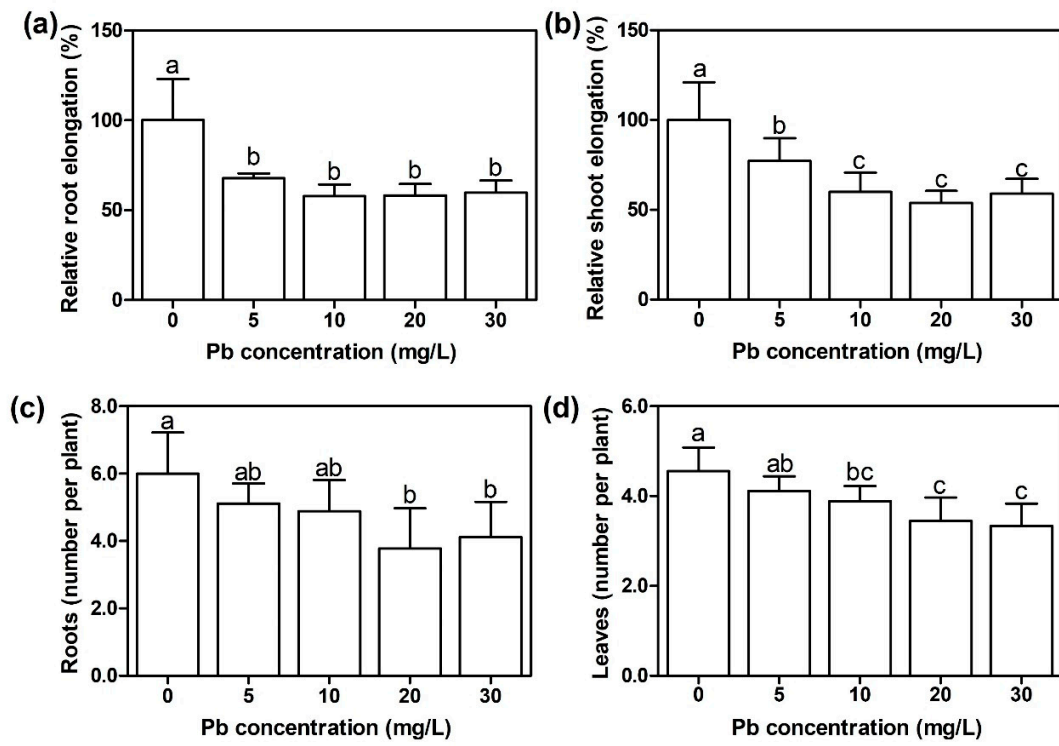 (a)
Relative root elongation (%)
150
100
50
0
a
b
b
b
b
0 5 10 20 30
Pb concentration (mg/L)
(b)
Relative shoot elongation (%)
150
100
50
0
a
b
c
c
c
0 5 10 20 30
Pb concentration (mg/L)
(c)
Roots (number per plant)
8.0
6.0
4.0
2.0
0.0
a
ab
ab
b
b
0 5 10 20 30
Pb concentration (mg/L)
(d)
Leaves (number per plant)
6.0
4.0
2.0
0.0
a
ab
bc
c
c
0 5 10 20 30
Pb concentration (mg/L)